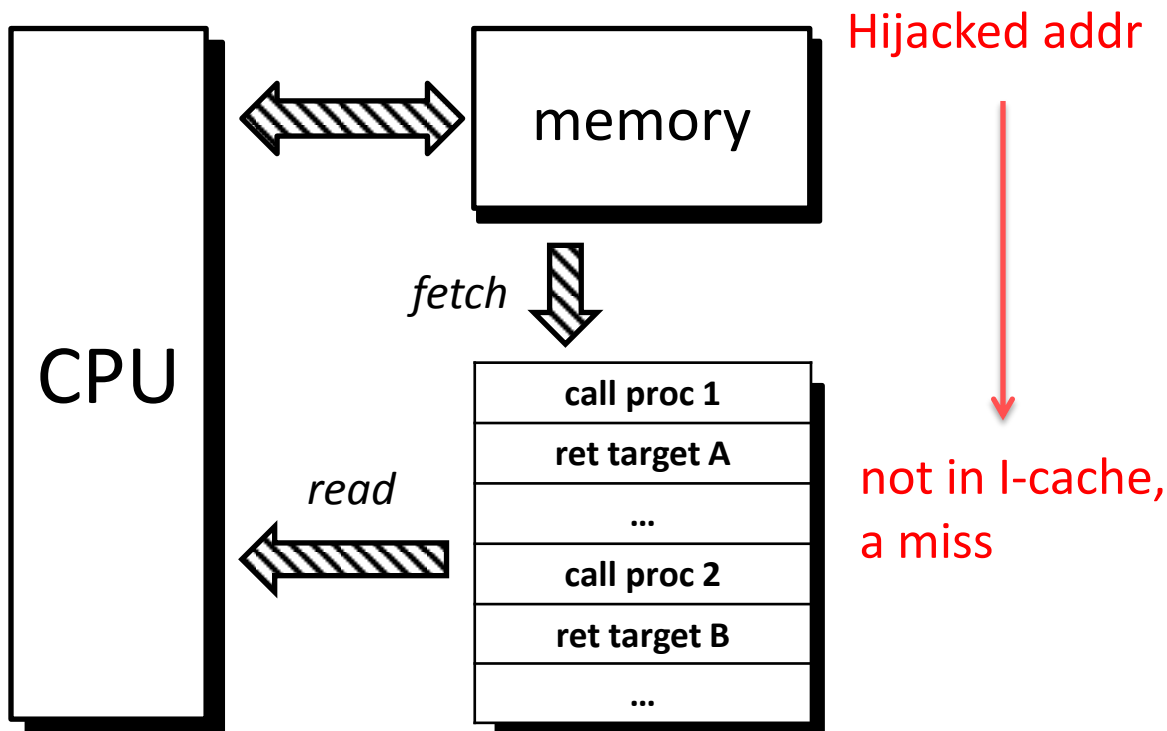 Hijacked addr
memory
fetch
CPU
call proc 1
ret target A
...
call proc 2
ret target B
...
read
not in I-cache,
a miss